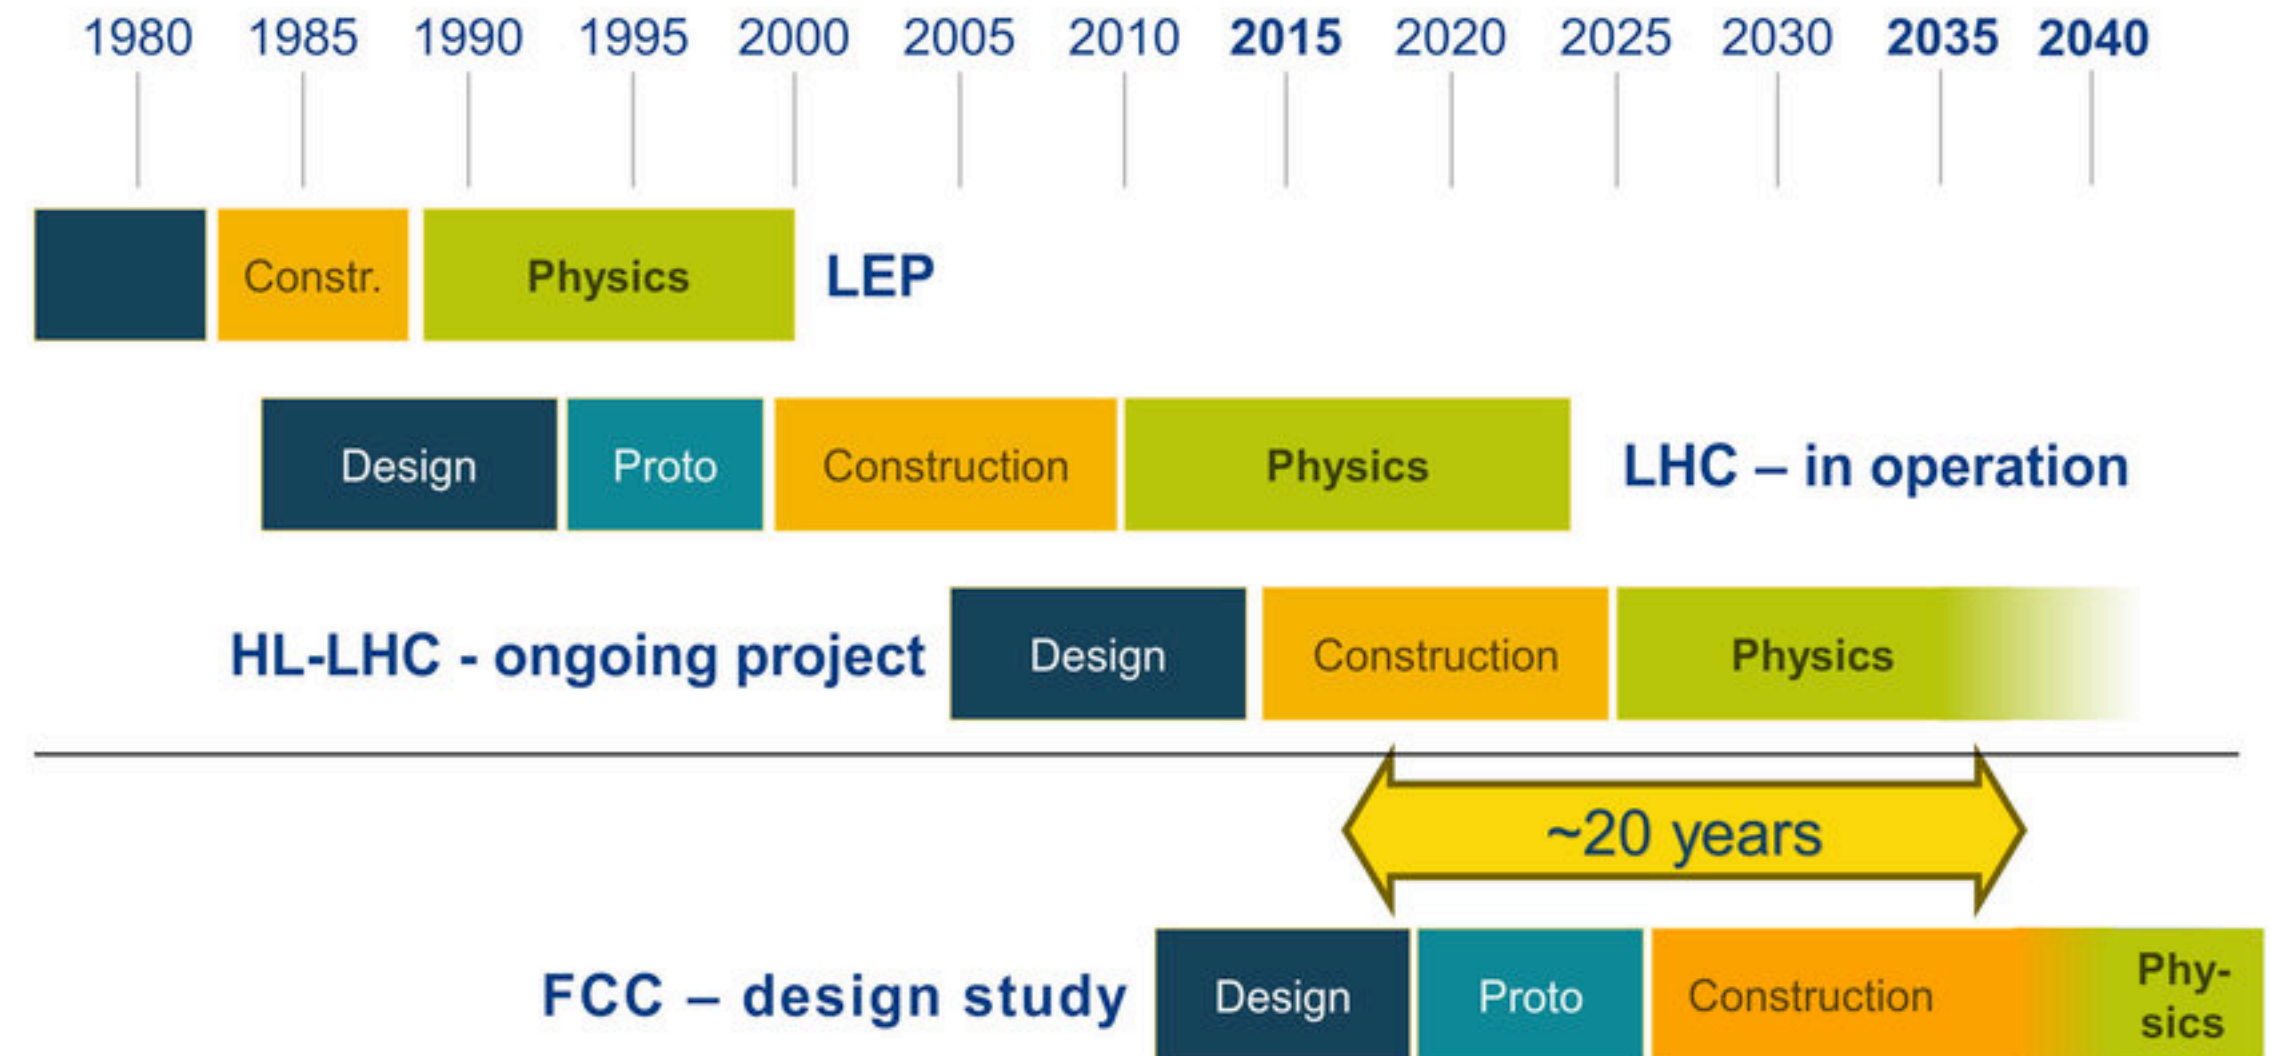 1980 1985 1990 1995 2000 2005 2010 2015 2020 2025 2030 2035 2040
Constr. Physics LEP
Design Proto Construction Physics LHC – in operation
HL-LHC - ongoing project Design Construction Physics
~20 years
FCC – design study Design Proto Construction Phy-
sics